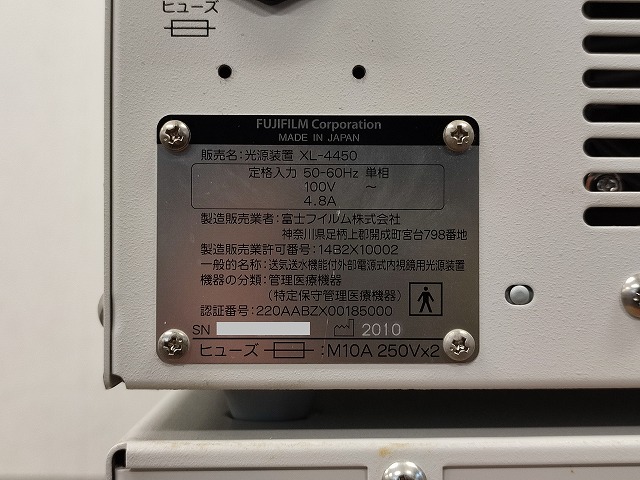 ヒューズ
FUJIFILM Corporation
MADE IN JAPAN
販売名:光源装置 XL-4450
定格入力 50-60Hz 単相
100V ～
4.8A
製造販売業者:富士フイルム株式会社
神奈川県足柄上郡開成町宮台798番地
製造販売業許可番号:14B2X10002
一般的名称:送気送水機能付外部電源式内視鏡用光源装置
機器の分類:管理医療機器
(特定保守管理医療機器)
認証番号:220AABZX00185000
SN 2010
ヒューズ :M10A 250V×2